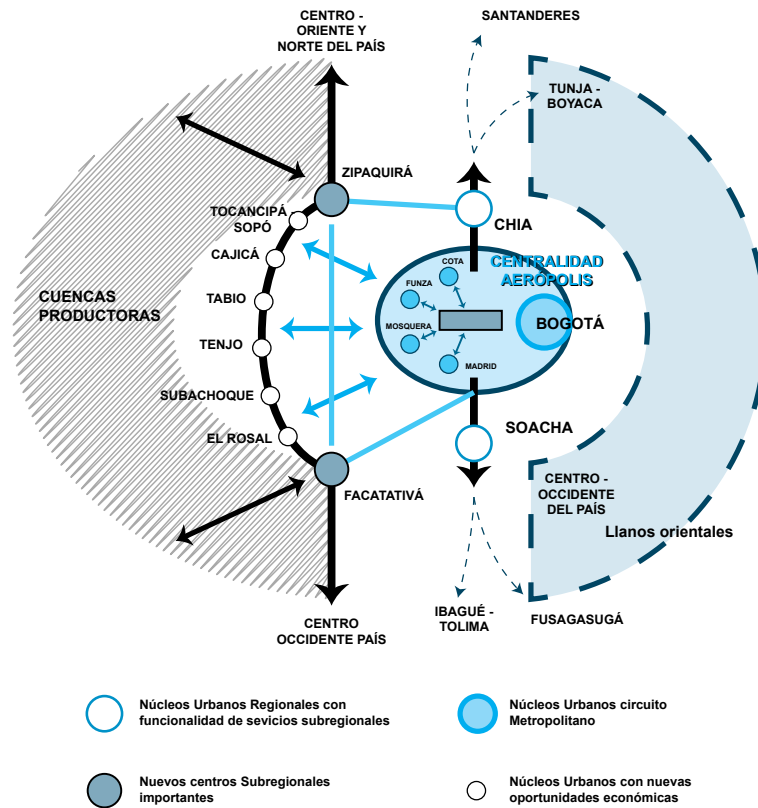 CENTRO -
ORIENTE Y
NORTE DEL PAÍS
SANTANDERES
TUNJA -
BOYACA
ZIPAQUIRÁ
TOCANCIPÁ -
SOPÓ
CHIA
CAJICÁ
COTA
CENTRALIDAD
AERÓPOLIS
FUNZA
CUENCAS
PRODUCTORAS
TABIO
BOGOTÁ
MOSQUERA
TENJO
MADRID
SUBACHOQUE
SOACHA
EL ROSAL
CENTRO -
OCCIDENTE
DEL PAÍS
FACATATIVÁ
Llanos orientales
CENTRO
OCCIDENTE PAÍS
IBAGUÉ -
TOLIMA
FUSAGASUGÁ
Núcleos Urbanos Regionales con
funcionalidad de sevicios subregionales
Núcleos Urbanos circuito
Metropolitano
Nuevos centros Subregionales
importantes
Núcleos Urbanos con nuevas
oportunidades económicas